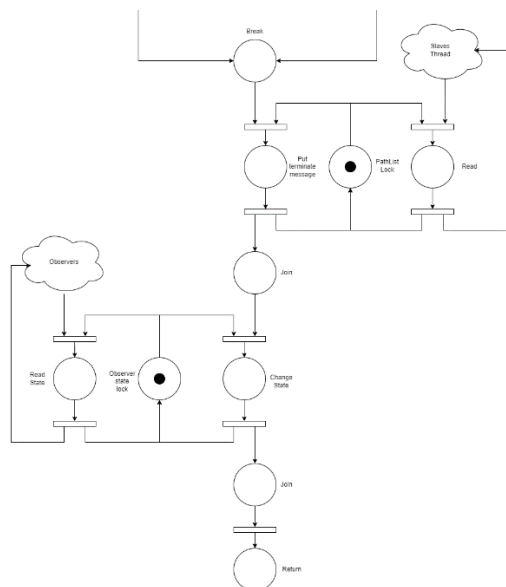 Break
Slaves
Thread
Put
terminate
message
PathList
Lock
Read
Join
Observers
Read
State
Observer
state
lock
Change
State
Join
Return